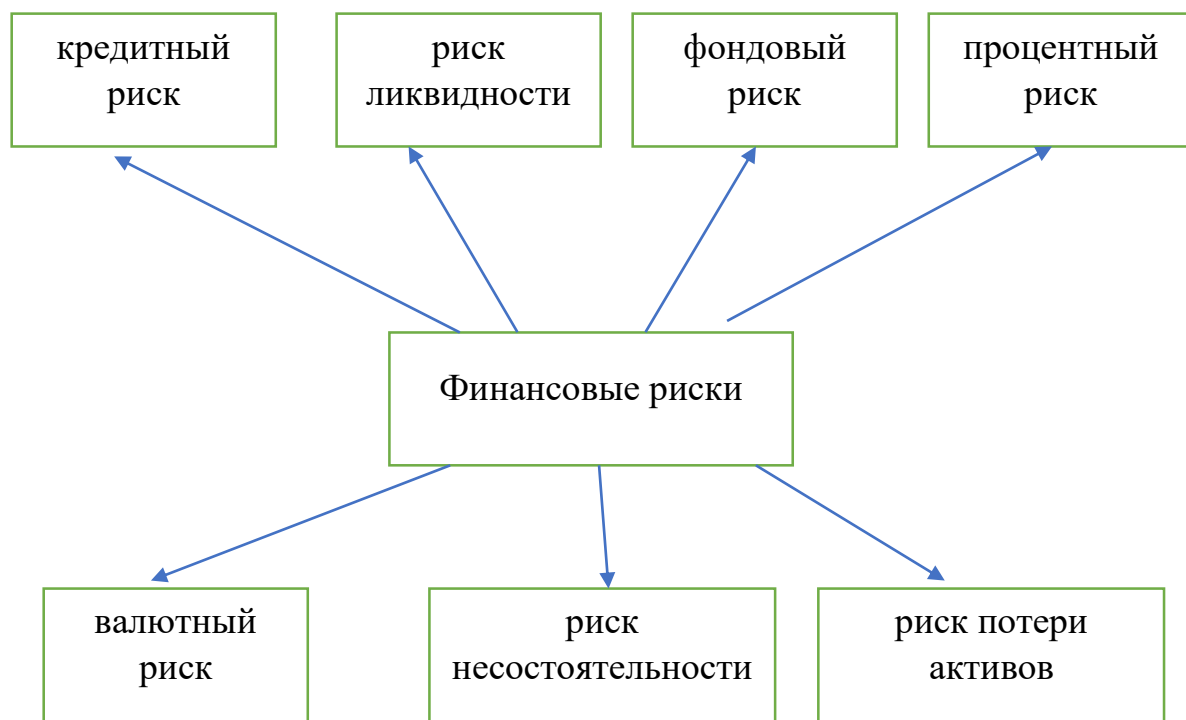 кредитный
риск
риск
ликвидности
фондовый
риск
процентный
риск
Финансовые риски
валютный
риск
риск
несостоятельности
риск потери
активов